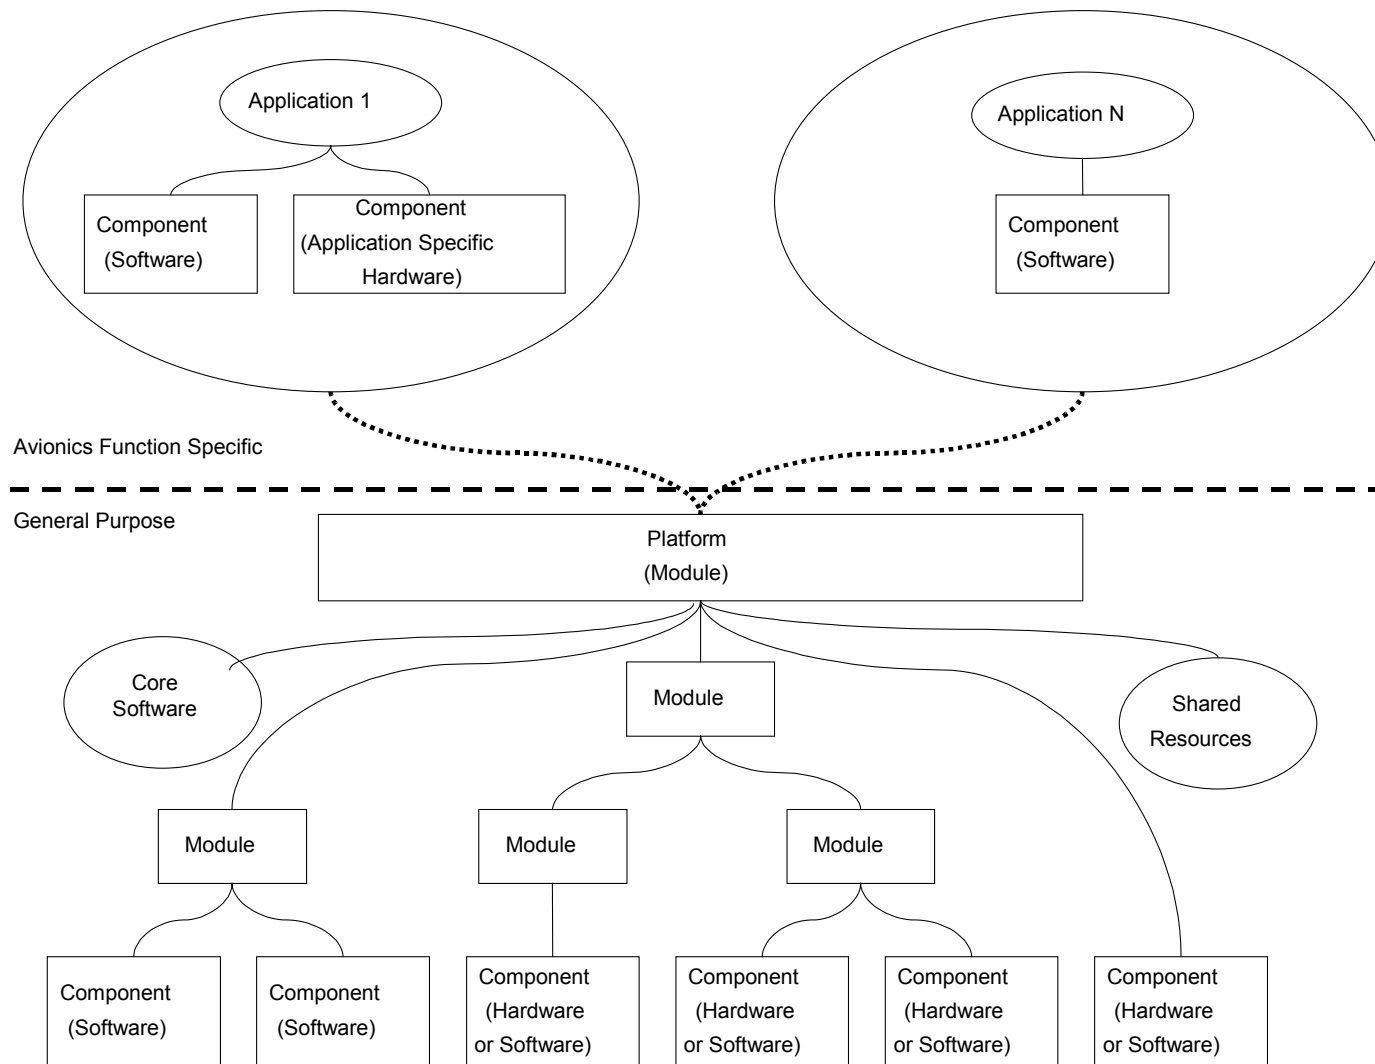 Application 1
Application N
Component
(Software)
Component
(Application Specific
Hardware)
Component
(Software)
Avionics Function Specific
General Purpose
Platform
(Module)
Core
Software
Module
Shared
Resources
Module
Module
Module
Component
(Software)
Component
(Software)
Component
(Hardware
or Software)
Component
(Hardware
or Software)
Component
(Hardware
or Software)
Component
(Hardware
or Software)